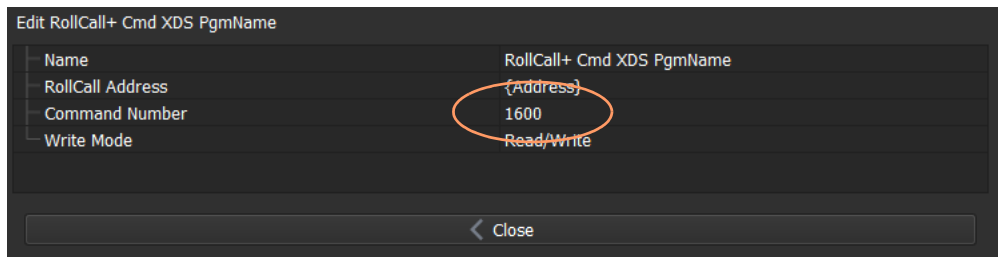 Edit RollCall+ Cmd XDS PgmName
Name RollCall+ Cmd XDS PgmName
RollCall Address {Address}
Command Number 1600
Write Mode Read/Write
Close